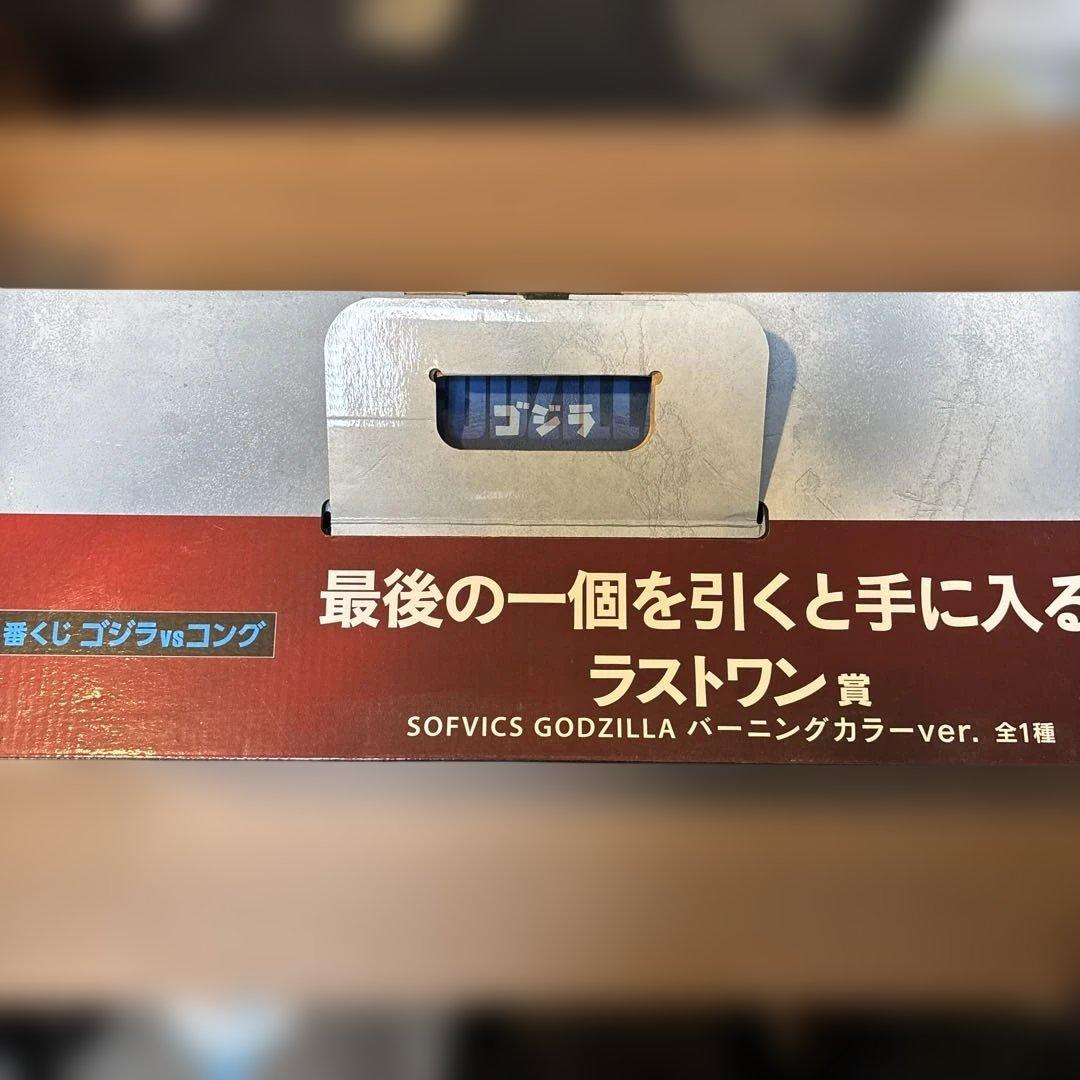 ゴジラ
最後の一個を引くと手に入る
番くじ ゴジラvsコング
ラストワン賞
SOFVICS GODZILLA バーニングカラーver. 全1種